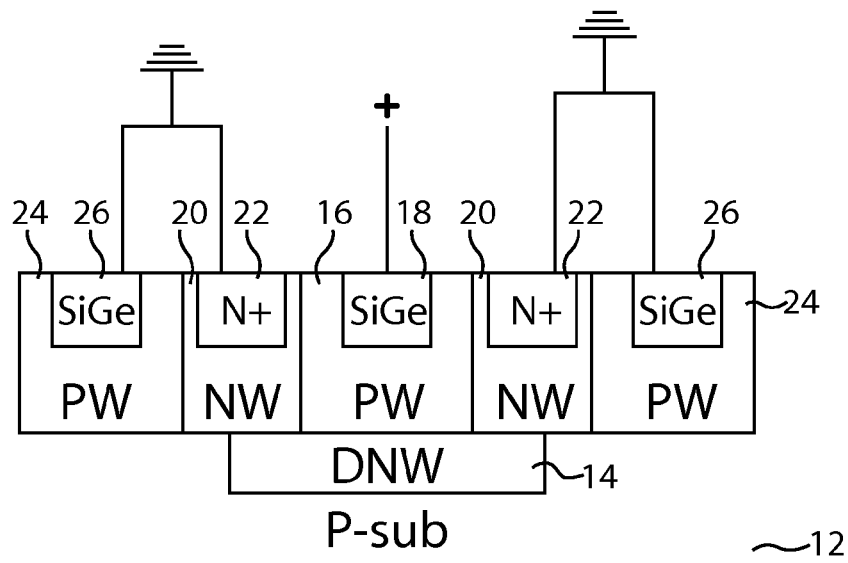 +
24 26 20 22 16 18 20 22 26
SiGe N+ SiGe N+ SiGe 24
PW NW PW NW PW
DNW 14
P-sub 12